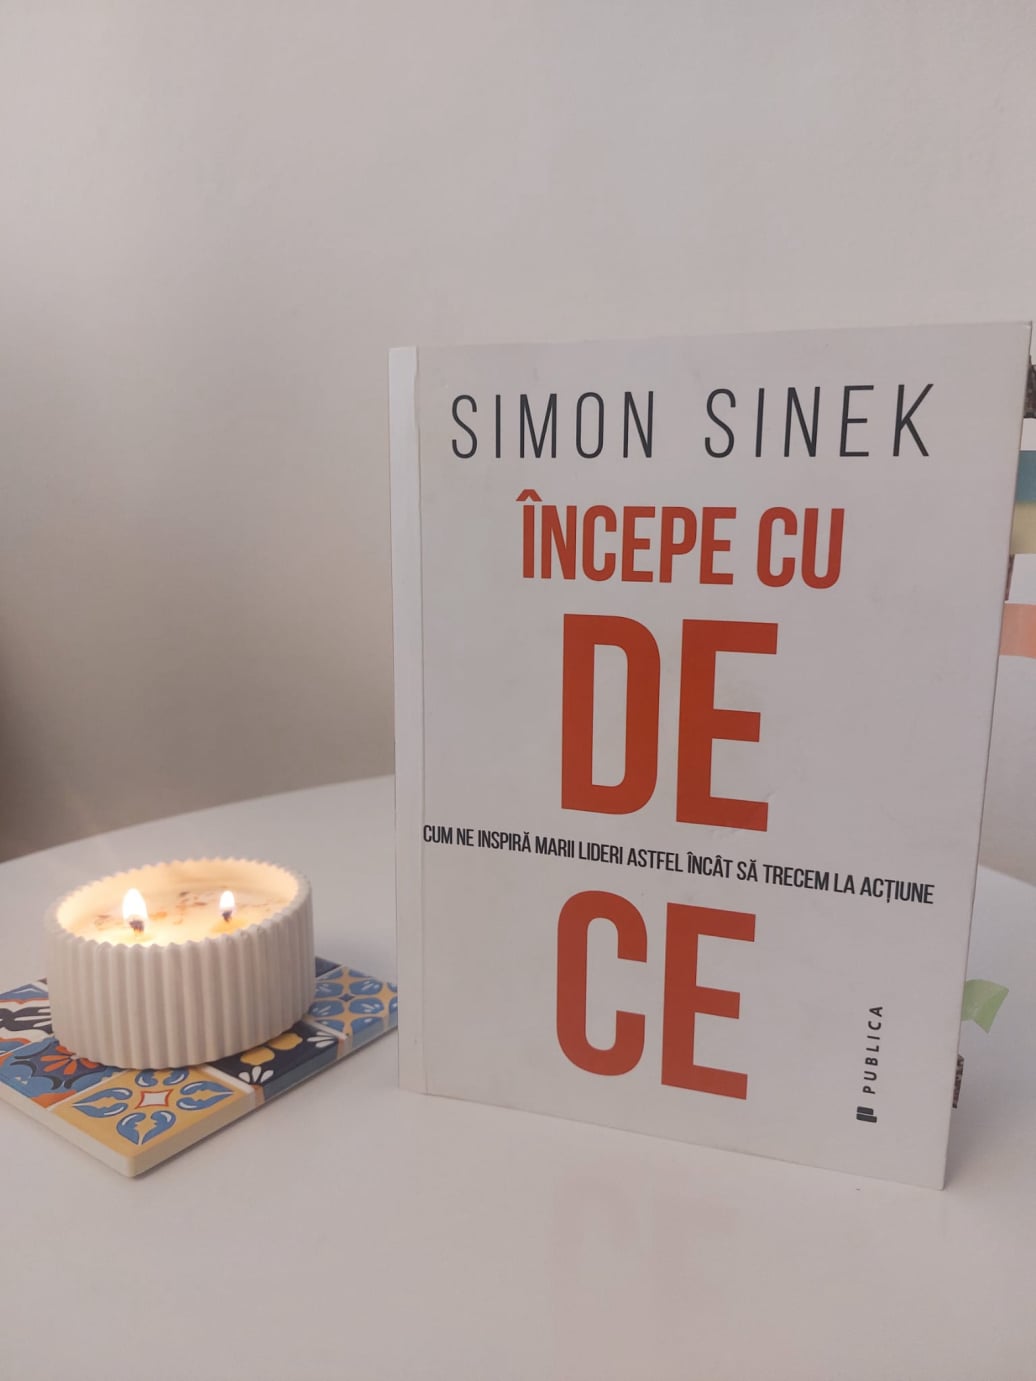 SIMON SINEK
ÎNCEPE CU
DE
CUM NE INSPIRĂ MARII LIDERI ASTFEL ÎNCÂT SĂ TRECEM LA ACȚIUNE
CE
PUBLICA